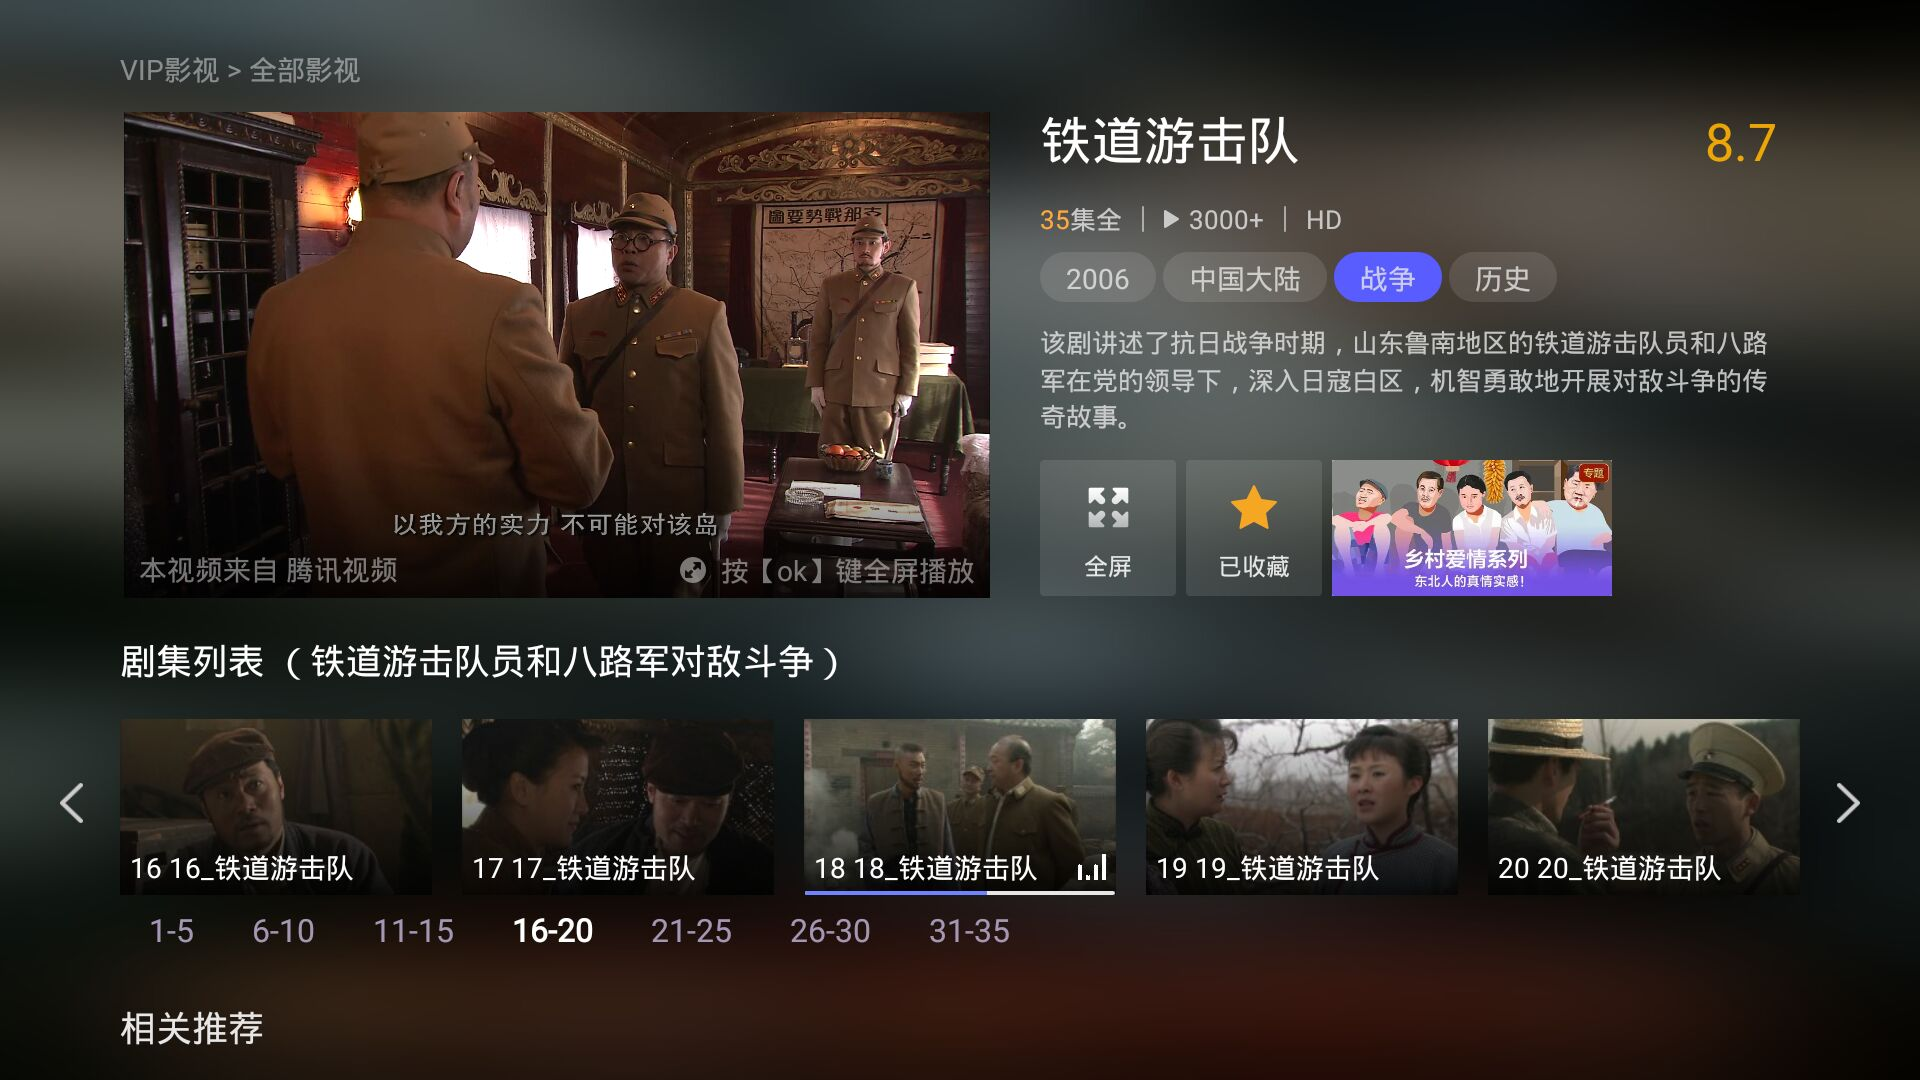 VIP影视 > 全部影视
圖要勢戰那支
以我方的实力 不可能对该岛
本视频来自 腾讯视频
按【ok】键全屏播放
铁道游击队
8.7
35集全 | 3000+ | HD
2006 中国大陆 战争 历史
该剧讲述了抗日战争时期，山东鲁南地区的铁道游击队员和八路
军在党的领导下，深入日寇白区，机智勇敢地开展对敌斗争的传
奇故事。
全屏
已收藏
专题
乡村爱情系列
东北人的真情实感!
剧集列表 （铁道游击队员和八路军对敌斗争）
16 16_铁道游击队
17 17_铁道游击队
18 18_铁道游击队
19 19_铁道游击队
20 20_铁道游击队
1-5 6-10 11-15 16-20 21-25 26-30 31-35
相关推荐